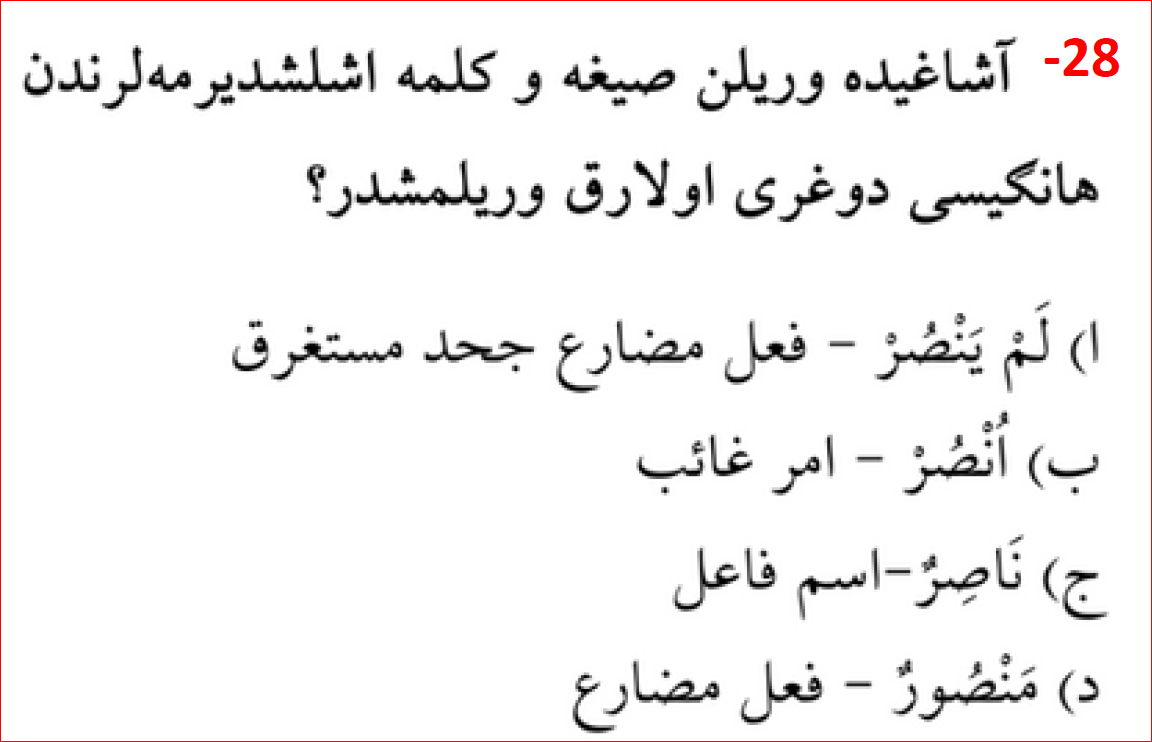 28-
آشاغیده وریلن صیغه و کلمه اشلشدیرمه‌لرندن
هانگیسی دوغری اولارق وریلمشدر؟
ا) لَمْ يَنْصُرْ - فعل مضارع جحد مستغرق
ب) اُنْصُرْ - امر غائب
ج) نَاصِرٌ-اسم فاعل
د) مَنْصُورٌ - فعل مضارع